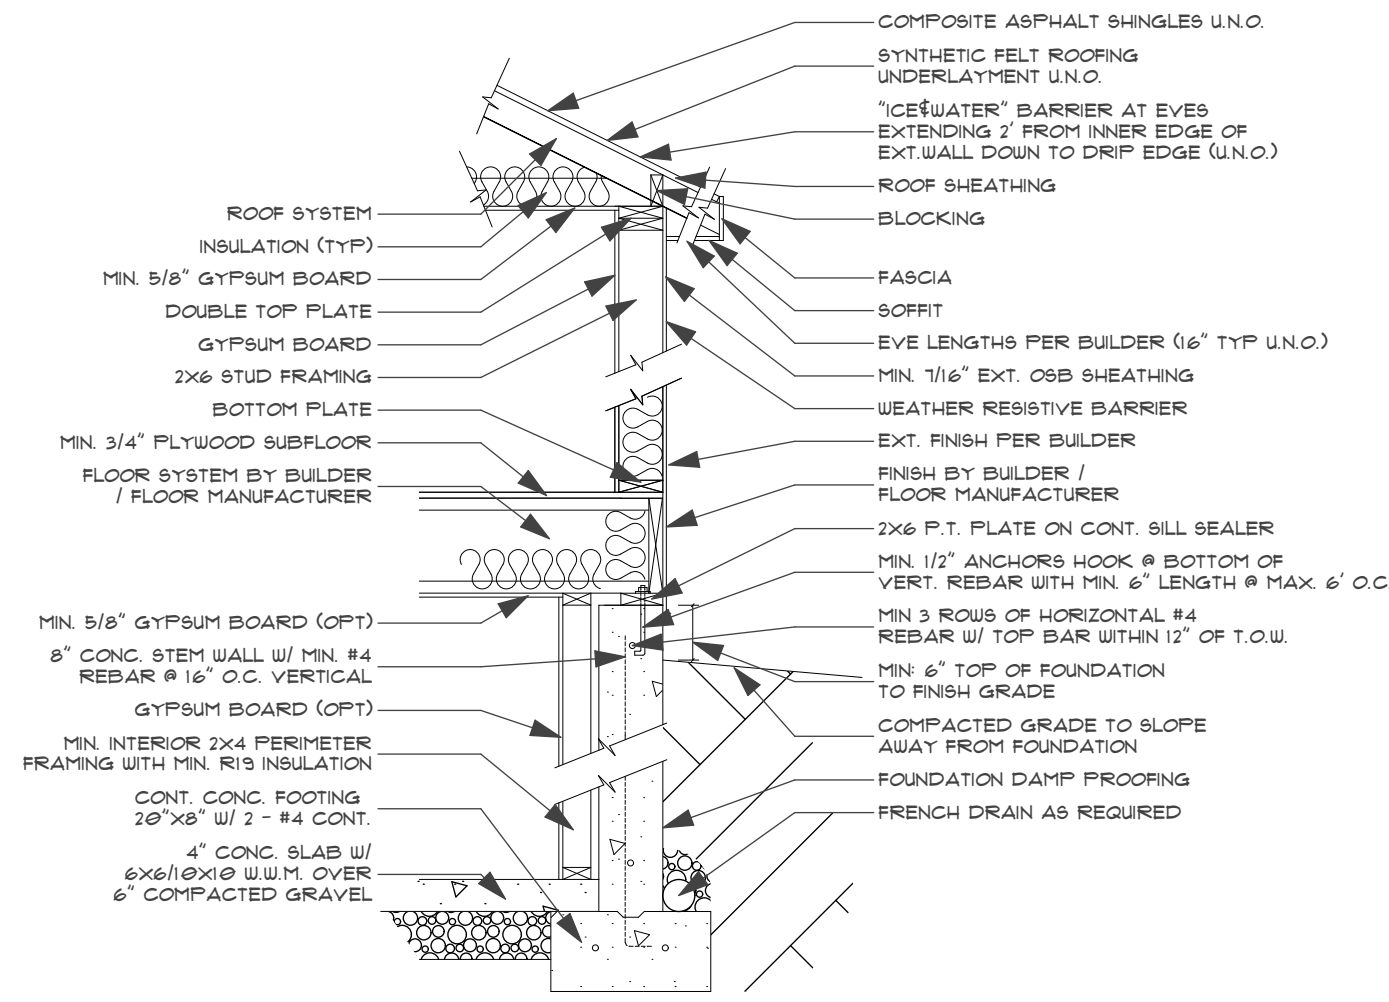 COMPOSITE ASPHALT SHINGLES U.N.O.
SYNTHETIC FELT ROOFING
UNDERLAYMENT U.N.O.
"ICE&WATER" BARRIER AT EVES
EXTENDING 2' FROM INNER EDGE OF
EXT.WALL DOWN TO DRIP EDGE (U.N.O.)
ROOF SHEATHING
BLOCKING
FASCIA
SOFFIT
EVE LENGTHS PER BUILDER (16" TYP U.N.O.)
MIN. 7/16" EXT. OSB SHEATHING
WEATHER RESISTIVE BARRIER
EXT. FINISH PER BUILDER
FINISH BY BUILDER /
FLOOR MANUFACTURER
2X6 P.T. PLATE ON CONT. SILL SEALER
MIN. 1/2" ANCHORS HOOK @ BOTTOM OF
VERT. REBAR WITH MIN. 6" LENGTH @ MAX. 6' O.C.
MIN 3 ROWS OF HORIZONTAL #4
REBAR W/ TOP BAR WITHIN 12" OF T.O.W.
MIN: 6" TOP OF FOUNDATION
TO FINISH GRADE
COMPACTED GRADE TO SLOPE
AWAY FROM FOUNDATION
FOUNDATION DAMP PROOFING
FRENCH DRAIN AS REQUIRED
ROOF SYSTEM
INSULATION (TYP)
MIN. 5/8" GYPSUM BOARD
DOUBLE TOP PLATE
GYPSUM BOARD
2X6 STUD FRAMING
BOTTOM PLATE
MIN. 3/4" PLYWOOD SUBFLOOR
FLOOR SYSTEM BY BUILDER
/ FLOOR MANUFACTURER
MIN. 5/8" GYPSUM BOARD (OPT)
8" CONC. STEM WALL W/ MIN. #4
REBAR @ 16" O.C. VERTICAL
GYPSUM BOARD (OPT)
MIN. INTERIOR 2X4 PERIMETER
FRAMING WITH MIN. R19 INSULATION
CONT. CONC. FOOTING
20"X8" W/ 2 - #4 CONT.
4" CONC. SLAB W/
6X6/10X10 W.W.M. OVER
6" COMPACTED GRAVEL